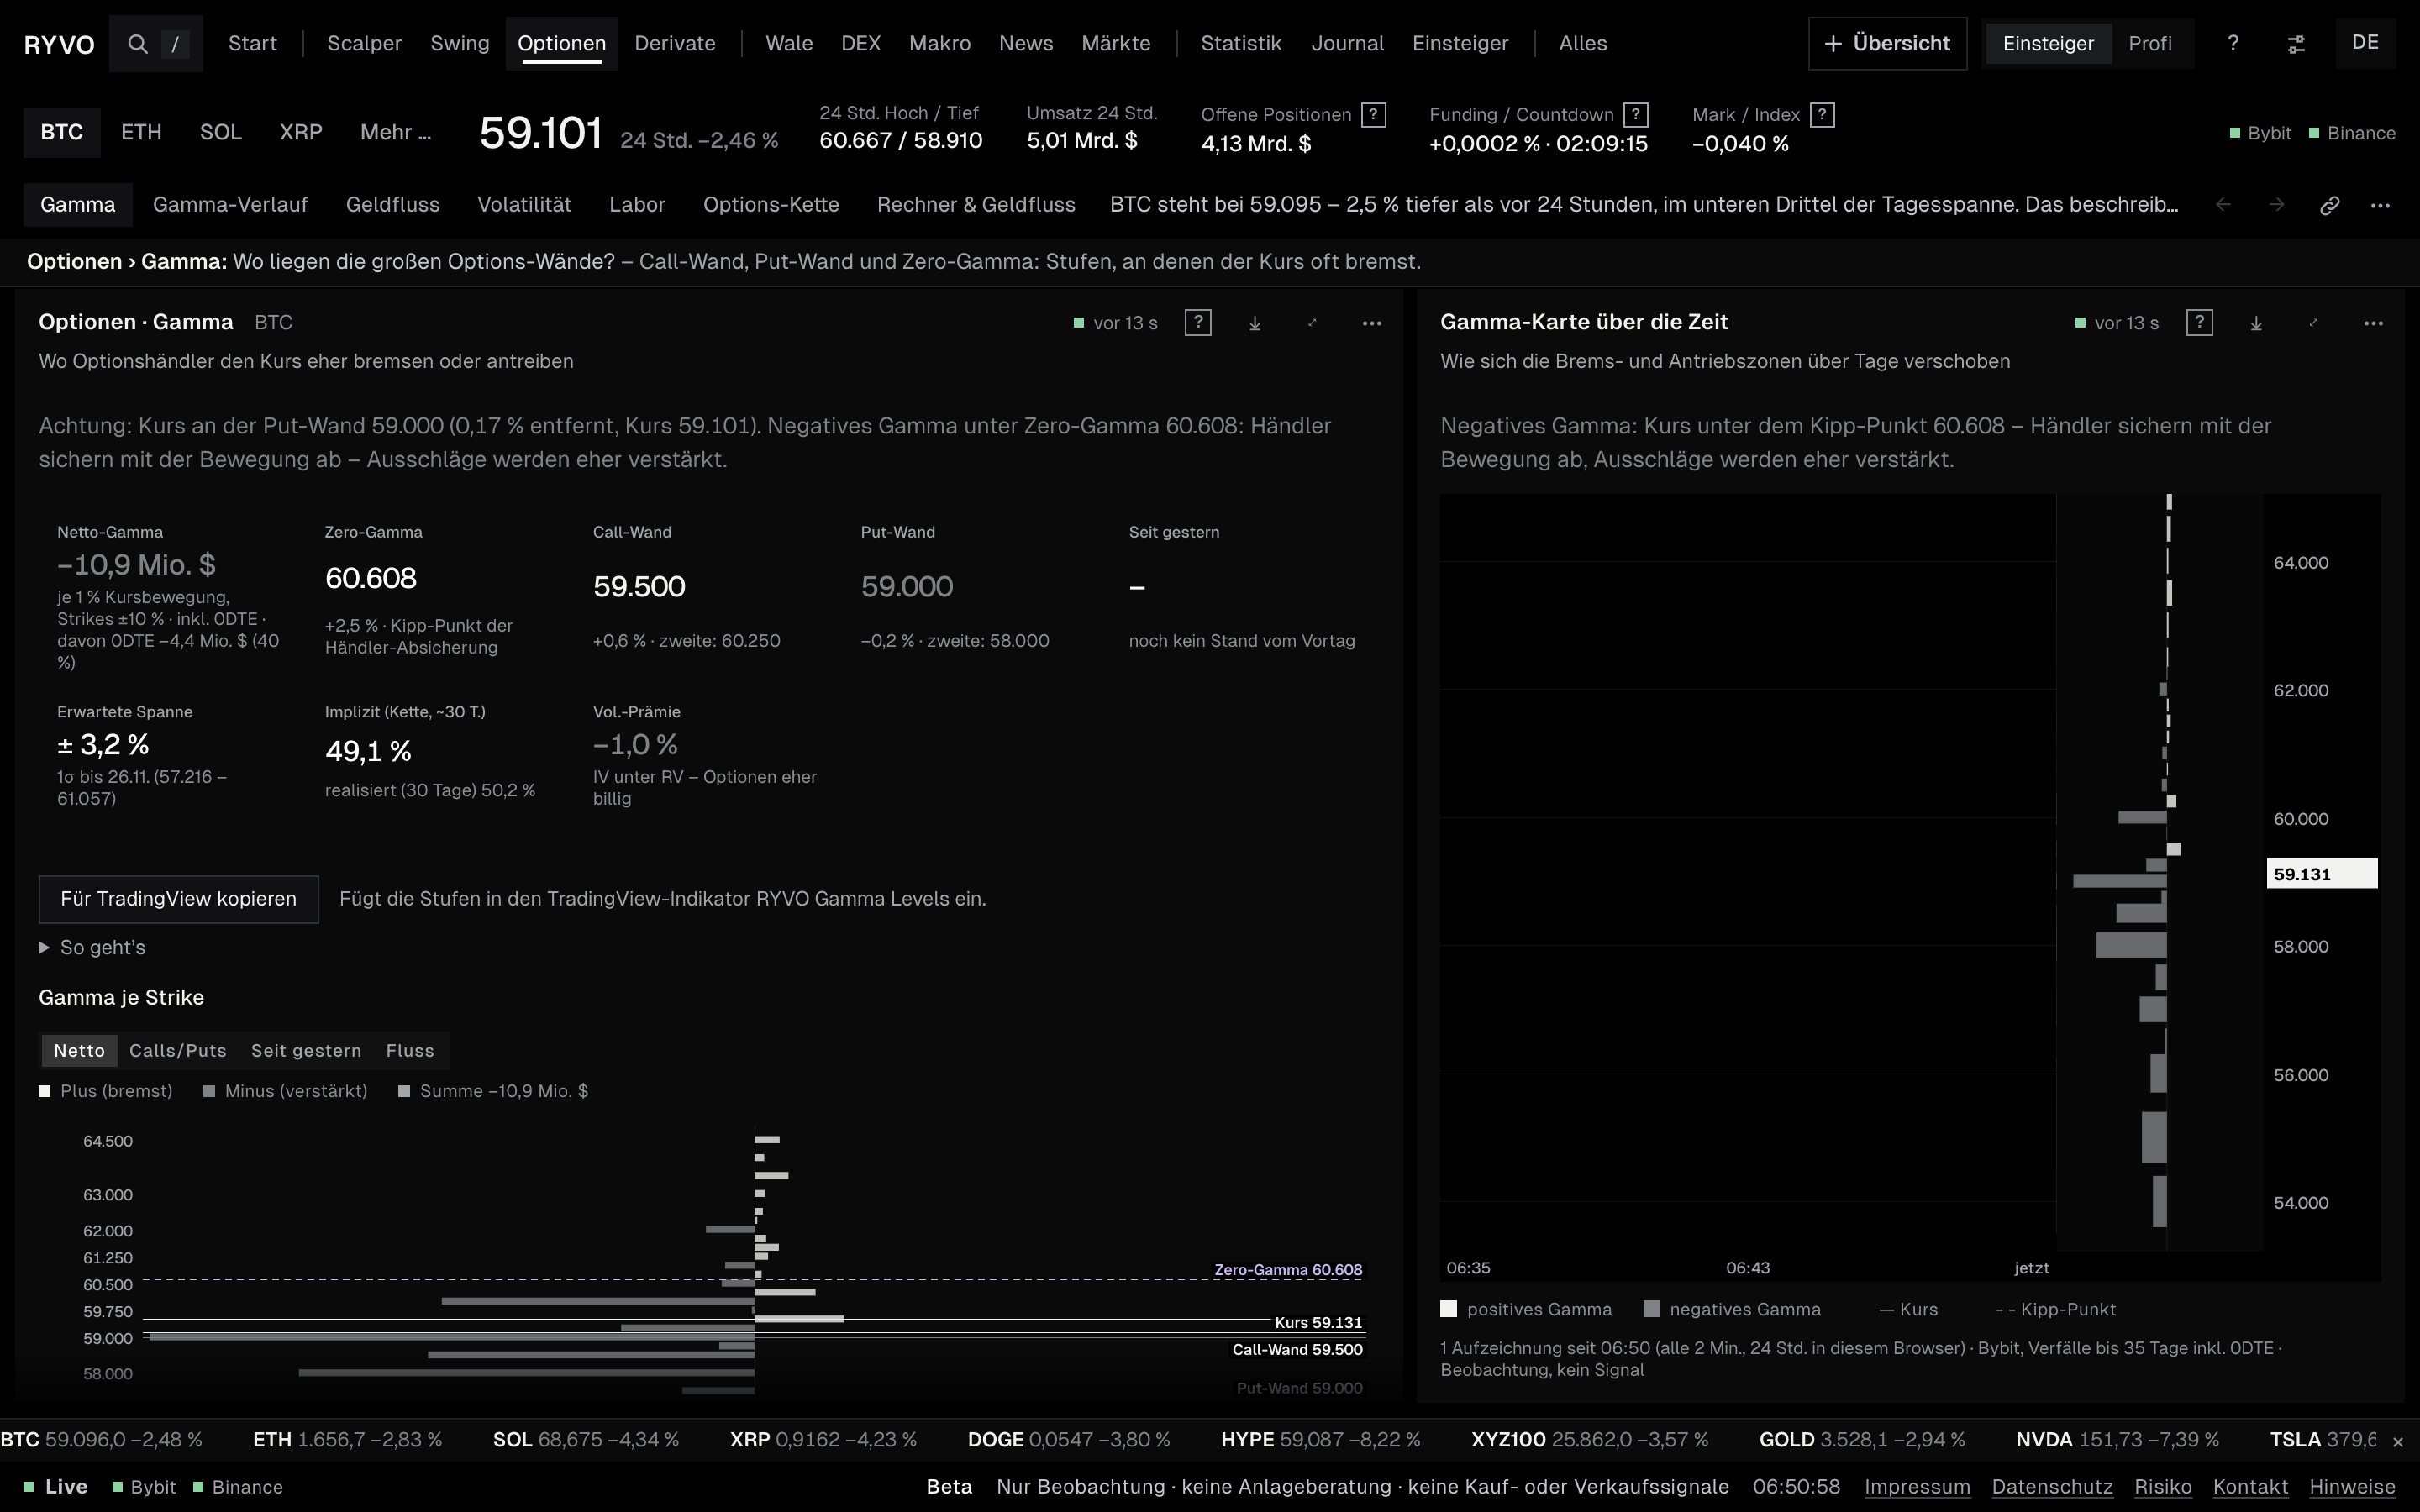 RYVO / Start Scalper Swing Optionen Derivate Wale DEX Makro News Märkte Statistik Journal Einsteiger Alles + Übersicht Einsteiger Profi ? DE
BTC ETH SOL XRP Mehr ... 59.101 24 Std. −2,46 %
24 Std. Hoch / Tief
60.667 / 58.910
Umsatz 24 Std.
5,01 Mrd. $
Offene Positionen ?
4,13 Mrd. $
Funding / Countdown ?
+0,0002 % · 02:09:15
Mark / Index ?
−0,040 %
Bybit Binance
Gamma Gamma-Verlauf Geldfluss Volatilität Labor Options-Kette Rechner & Geldfluss BTC steht bei 59.095 – 2,5 % tiefer als vor 24 Stunden, im unteren Drittel der Tagesspanne. Das beschreib...
Optionen › Gamma: Wo liegen die großen Options-Wände? – Call-Wand, Put-Wand und Zero-Gamma: Stufen, an denen der Kurs oft bremst.
Optionen · Gamma BTC vor 13 s ?
Wo Optionshändler den Kurs eher bremsen oder antreiben
Achtung: Kurs an der Put-Wand 59.000 (0,17 % entfernt, Kurs 59.101). Negatives Gamma unter Zero-Gamma 60.608: Händler
sichern mit der Bewegung ab – Ausschläge werden eher verstärkt.
Netto-Gamma
−10,9 Mio. $
je 1 % Kursbewegung,
Strikes ±10 % · inkl. 0DTE ·
davon 0DTE −4,4 Mio. $ (40
%)
Zero-Gamma
60.608
+2,5 % · Kipp-Punkt der
Händler-Absicherung
Call-Wand
59.500
+0,6 % · zweite: 60.250
Put-Wand
59.000
−0,2 % · zweite: 58.000
Seit gestern
–
noch kein Stand vom Vortag
Erwartete Spanne
± 3,2 %
1σ bis 26.11. (57.216 –
61.057)
Implizit (Kette, ~30 T.)
49,1 %
realisiert (30 Tage) 50,2 %
Vol.-Prämie
−1,0 %
IV unter RV – Optionen eher
billig
Für TradingView kopieren Fügt die Stufen in den TradingView-Indikator RYVO Gamma Levels ein.
So geht's
Gamma je Strike
Netto Calls/Puts Seit gestern Fluss
Plus (bremst) Minus (verstärkt) Summe −10,9 Mio. $
64.500
63.000
62.000
61.250
60.500
59.750
59.000
58.000
Zero-Gamma 60.608
Kurs 59.131
Call-Wand 59.500
Put-Wand 59.000
Gamma-Karte über die Zeit vor 13 s ?
Wie sich die Brems- und Antriebszonen über Tage verschoben
Negatives Gamma: Kurs unter dem Kipp-Punkt 60.608 – Händler sichern mit der
Bewegung ab, Ausschläge werden eher verstärkt.
64.000
62.000
60.000
59.131
58.000
56.000
54.000
06:35 06:43 jetzt
positives Gamma negatives Gamma — Kurs - - Kipp-Punkt
1 Aufzeichnung seit 06:50 (alle 2 Min., 24 Std. in diesem Browser) · Bybit, Verfälle bis 35 Tage inkl. 0DTE ·
Beobachtung, kein Signal
BTC 59.096,0 −2,48 % ETH 1.656,7 −2,83 % SOL 68,675 −4,34 % XRP 0,9162 −4,23 % DOGE 0,0547 −3,80 % HYPE 59,087 −8,22 % XYZ100 25.862,0 −3,57 % GOLD 3.528,1 −2,94 % NVDA 151,73 −7,39 % TSLA 379,6 ×
Live Bybit Binance Beta Nur Beobachtung · keine Anlageberatung · keine Kauf- oder Verkaufssignale 06:50:58 Impressum Datenschutz Risiko Kontakt Hinweise